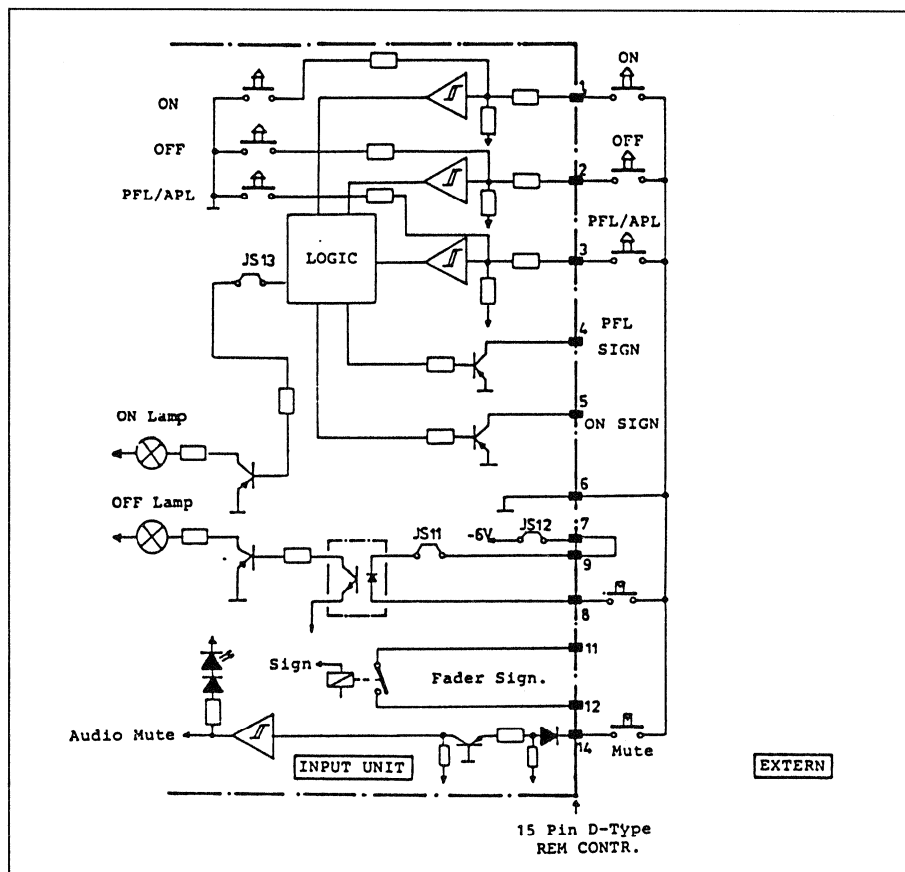 ON
ON
1
OFF
OFF
2
PFL/APL
PFL/APL
3
JS13
LOGIC
4
PFL
SIGN
5
ON SIGN
ON Lamp
6
OFF Lamp
-6V
JS12
7
JS11
9
8
11
Sign
Fader Sign.
12
Audio Mute
14
Mute
INPUT UNIT
EXTERN
15 Pin D-Type
REM CONTR.